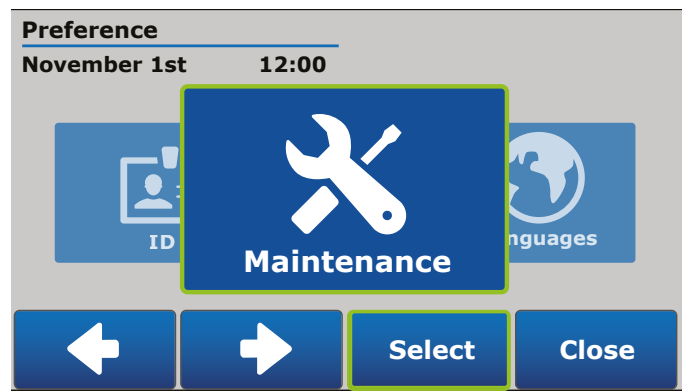 Preference
November 1st 12:00
ID
nguages
Maintenance
Select
Close